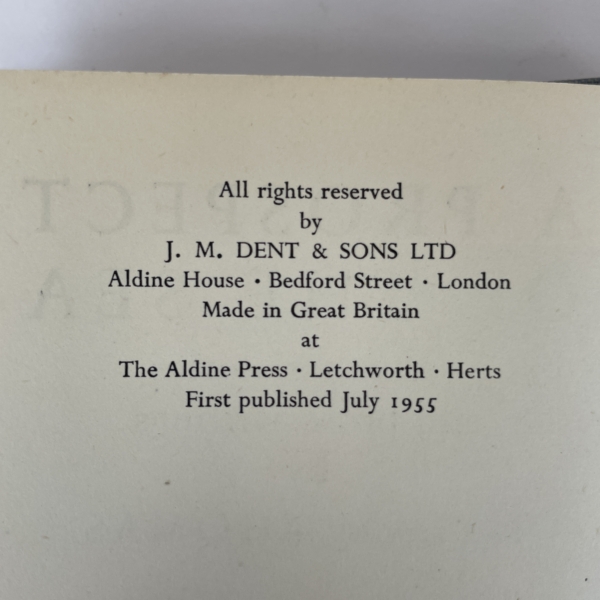 All rights reserved
by
J. M. DENT & SONS LTD
Aldine House · Bedford Street · London
Made in Great Britain
at
The Aldine Press · Letchworth · Herts
First published July 1955